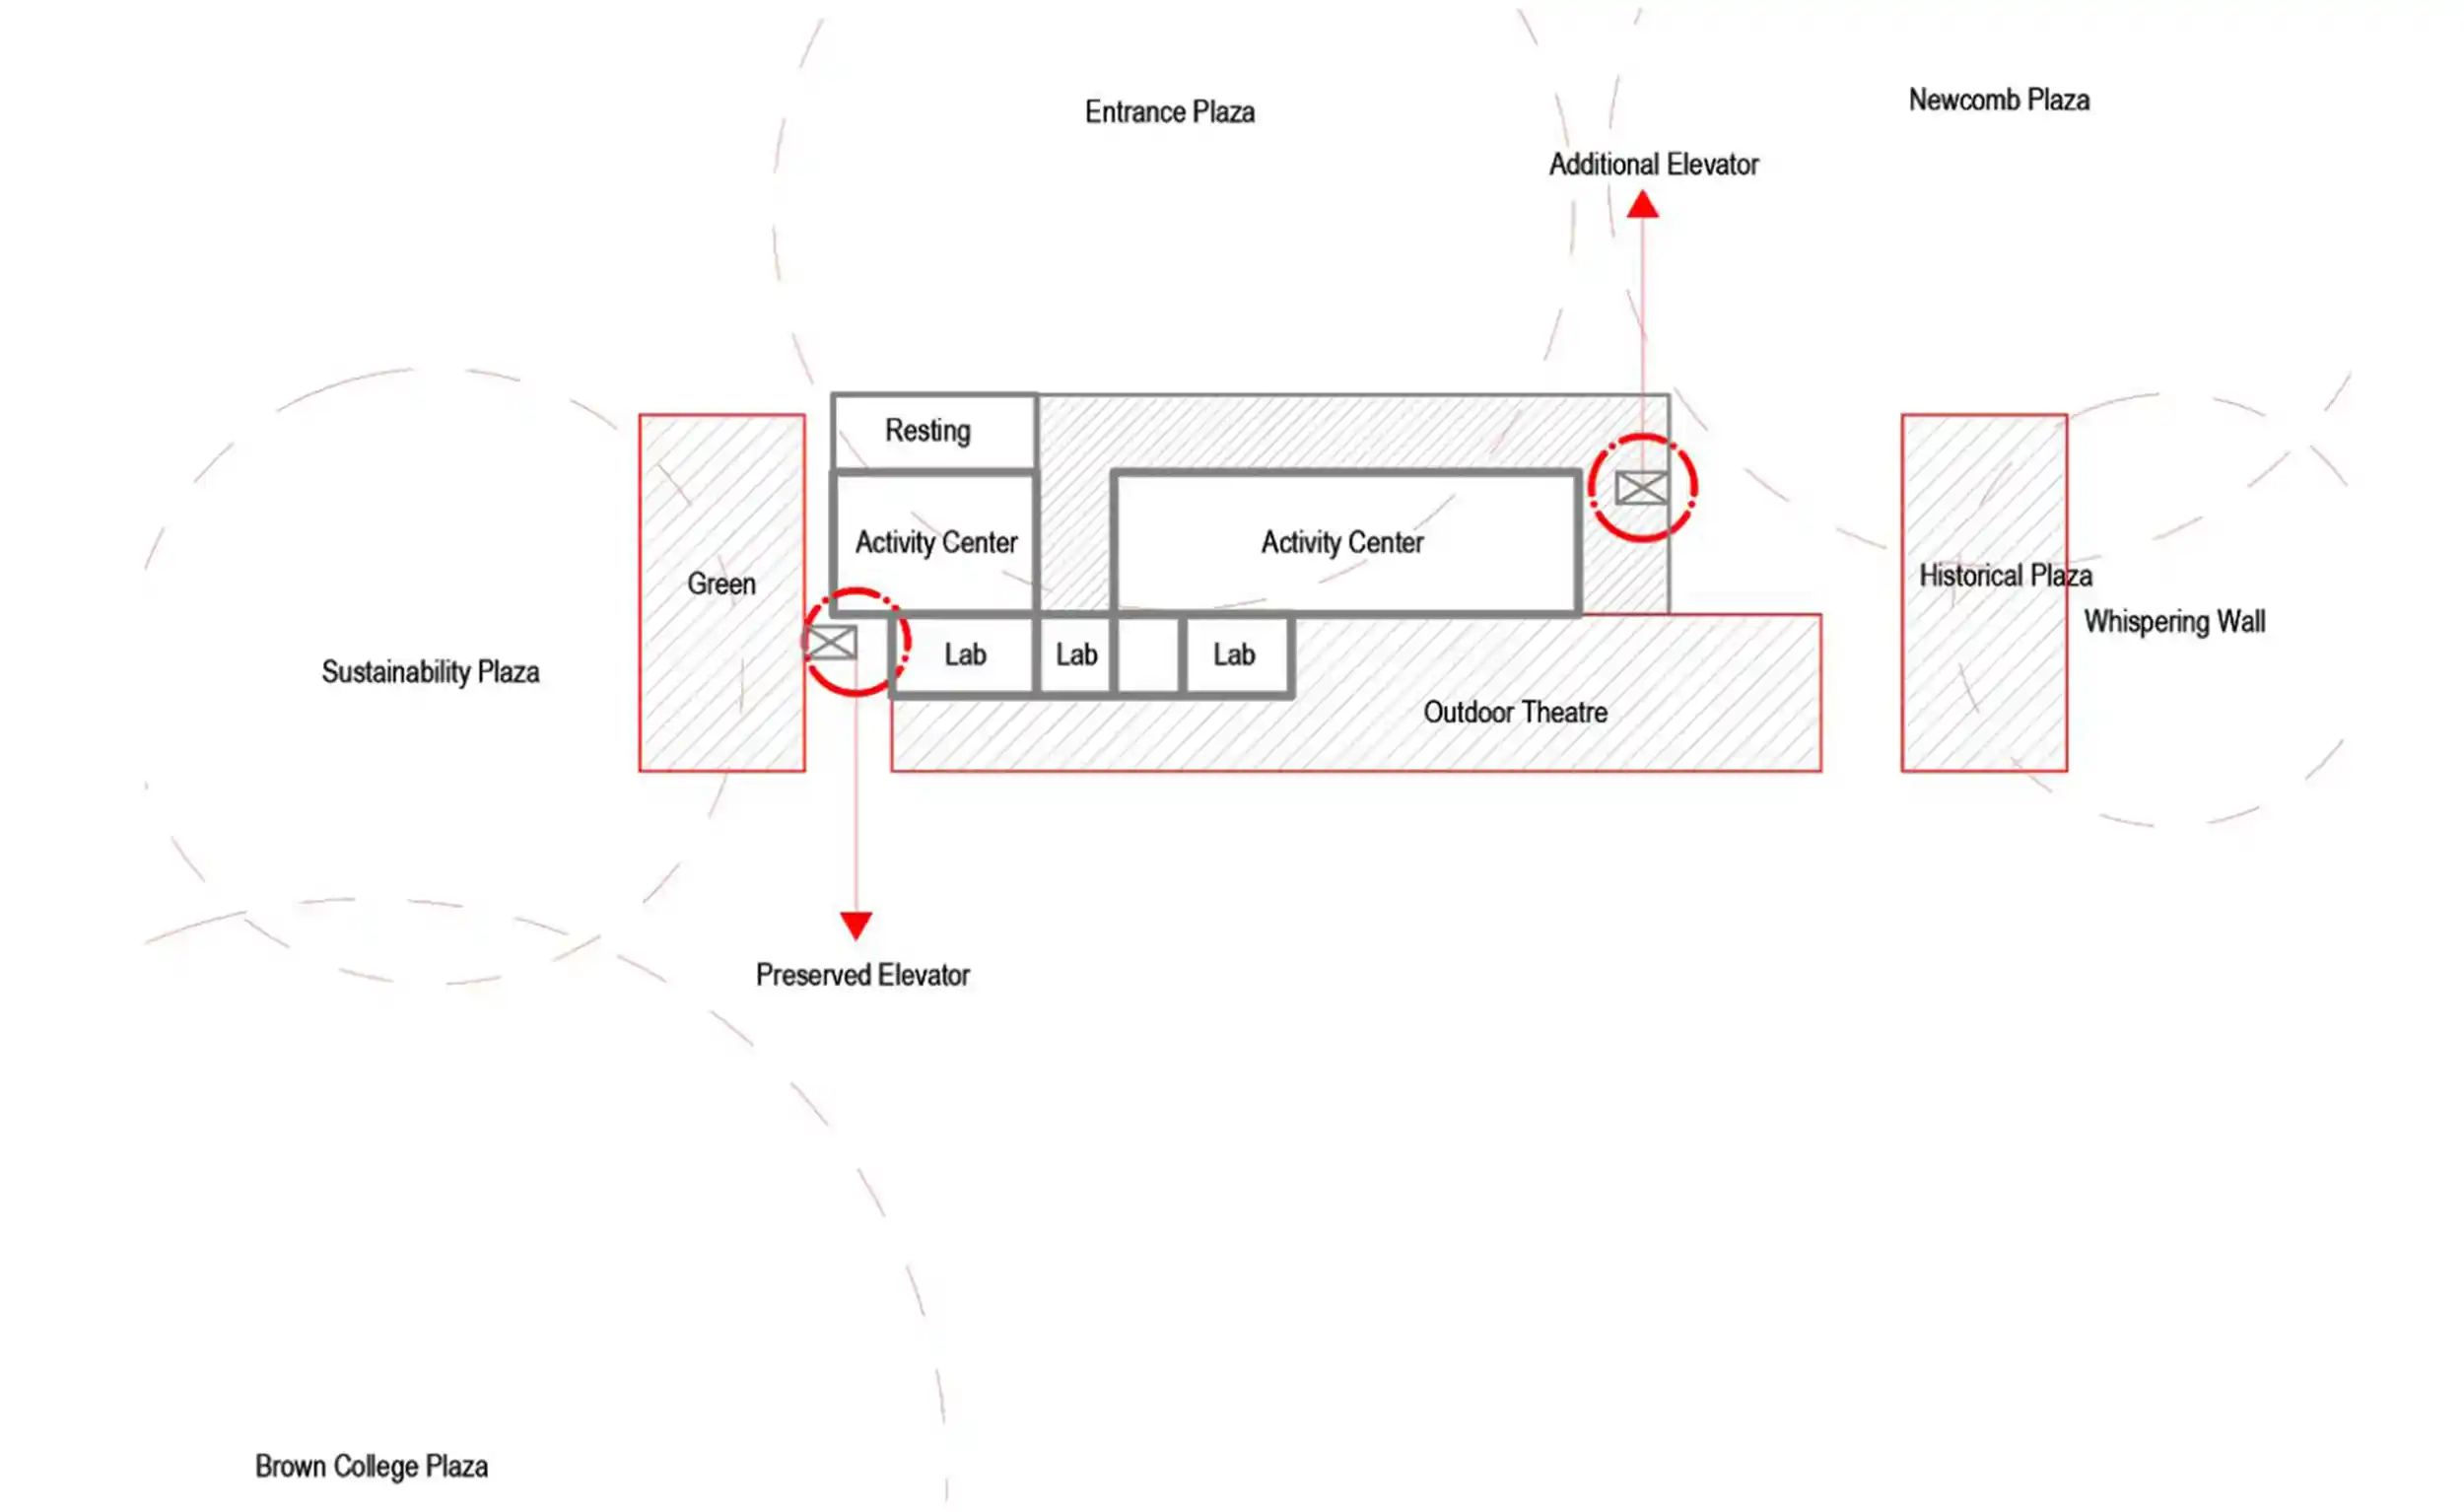 Newcomb Plaza
Entrance Plaza
Additional Elevator
Resting
Activity Center
Activity Center
Green
Historical Plaza
Whispering Wall
Lab
Lab
Lab
Sustainability Plaza
Outdoor Theatre
Preserved Elevator
Brown College Plaza